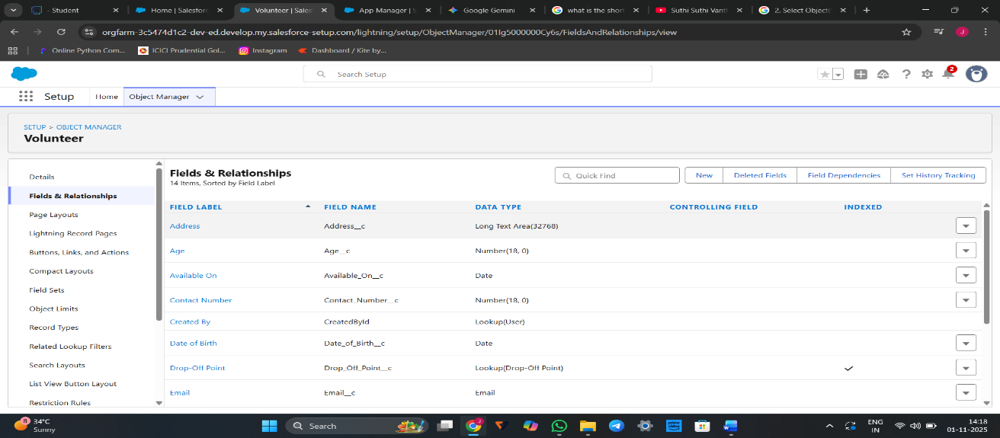 - Student
Home | Salesforc
Volunteer | Sales
App Manager | S
Google Gemini
what is the short
Suthi Suthi Vanth
2. Select Object(
orgfarm-3c5474d1c2-dev-ed.develop.my.salesforce-setup.com/lightning/setup/ObjectManager/01Ig5000000Cy6s/FieldsAndRelationships/view
J
Online Python Com...
ICICI Prudential Gol...
Instagram
Dashboard / Kite by...
Search Setup
2
Setup
Home
Object Manager
SETUP > OBJECT MANAGER
Volunteer
Details
Fields & Relationships
Page Layouts
Lightning Record Pages
Buttons, Links, and Actions
Compact Layouts
Field Sets
Object Limits
Record Types
Related Lookup Filters
Search Layouts
List View Button Layout
Restriction Rules
Fields & Relationships
14 Items, Sorted by Field Label
Quick Find
New
Deleted Fields
Field Dependencies
Set History Tracking
FIELD LABEL FIELD NAME DATA TYPE CONTROLLING FIELD INDEXED
Address Address__c Long Text Area(32768)
Age Age__c Number(18, 0)
Available On Available_On__c Date
Contact Number Contact_Number__c Number(18, 0)
Created By CreatedById Lookup(User)
Date of Birth Date_of_Birth__c Date
Drop-Off Point Drop_Off_Point__c Lookup(Drop-Off Point)
Email Email__c Email
8
34°C
Sunny
Search
J
prime video
W
ENG
IN
14:18
01-11-2025